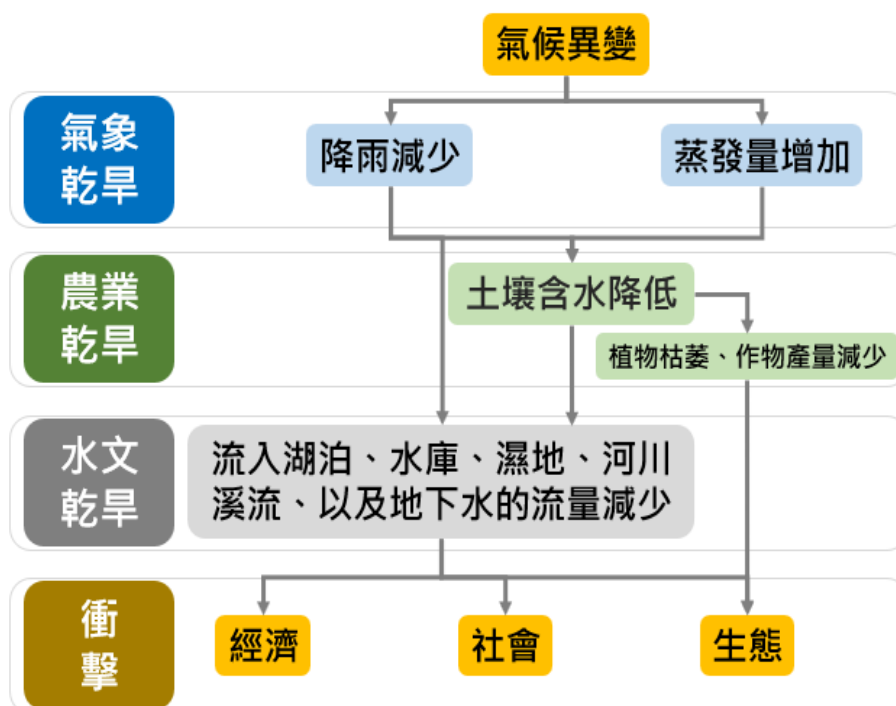 氣候異變
氣象
乾旱
降雨減少
蒸發量增加
農業
乾旱
土壤含水降低
植物枯萎、作物產量減少
水文
乾旱
流入湖泊、水庫、濕地、河川
溪流、以及地下水的流量減少
衝
擊
經濟
社會
生態